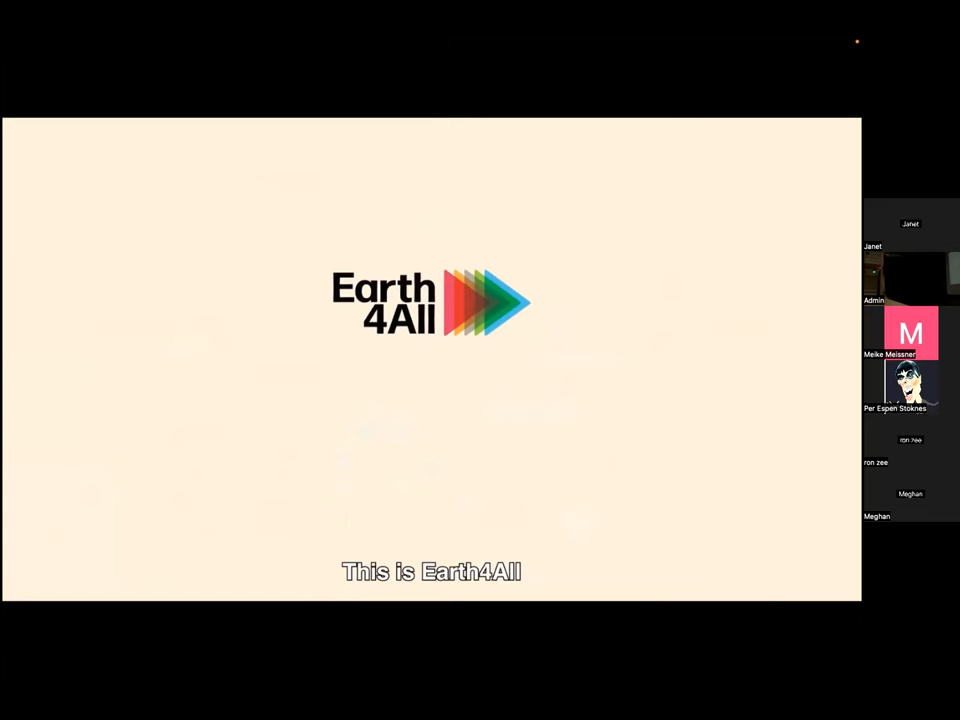 Earth
4All
This is Earth4All
Janet
Janet
Admin
M
Meike Meissner
Per Espen Stoknes
ron zee
ron zee
Meghan
Meghan